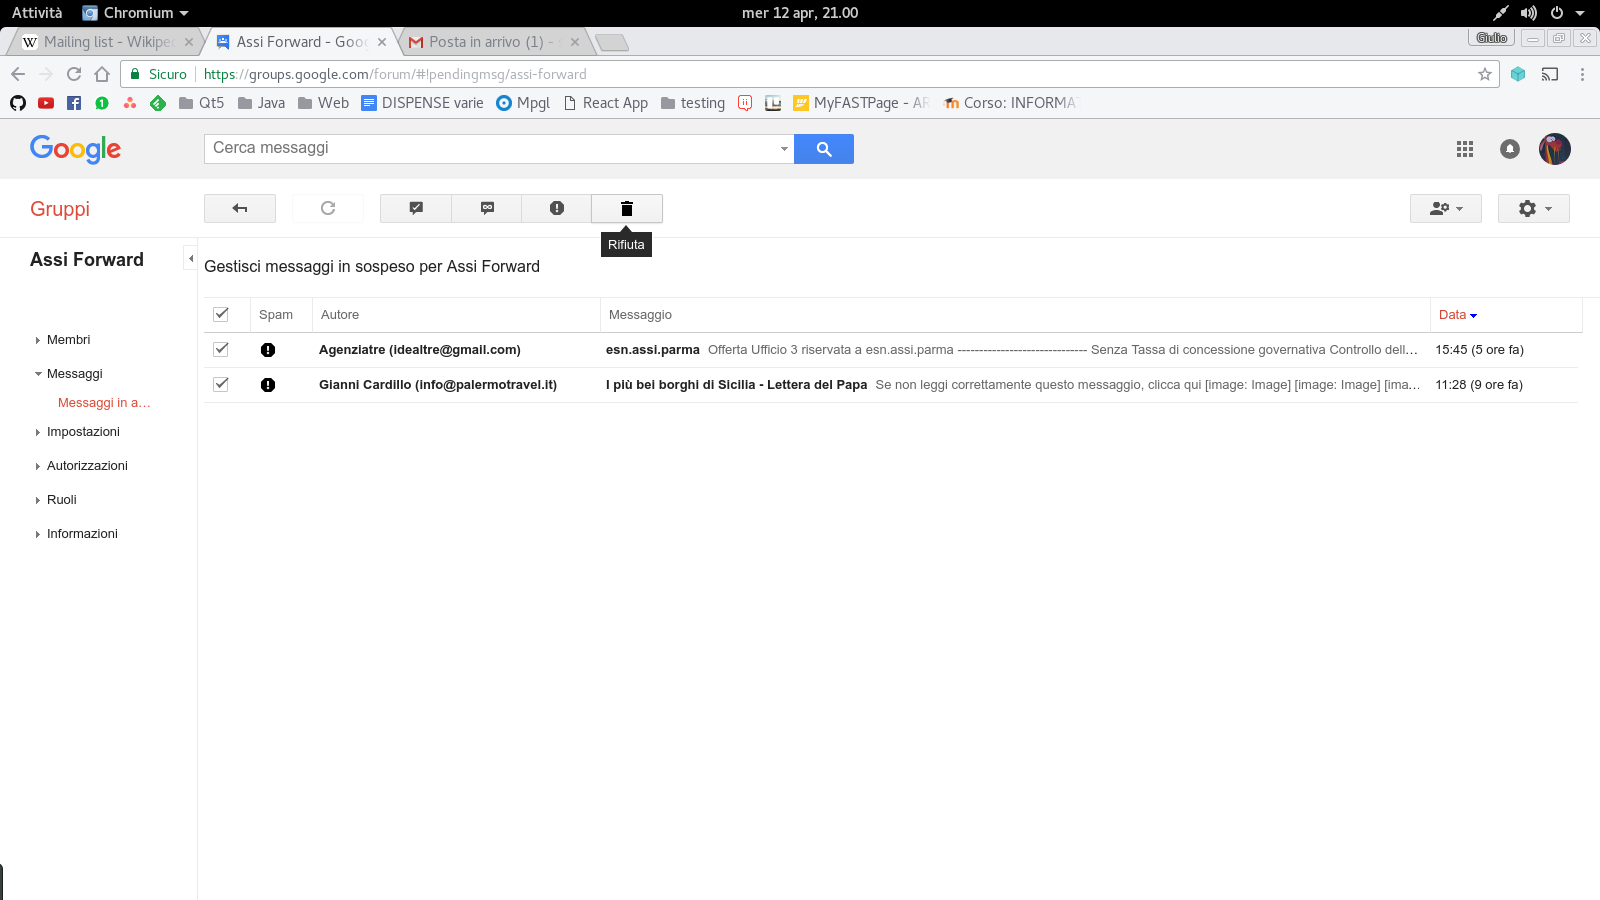 Attività Chromium mer 12 apr, 21.00
Mailing list - Wikipe Assi Forward - Goo Posta in arrivo (1) - Giulio
Sicuro https://groups.google.com/forum/#!pendingmsg/assi-forward
Qt5 Java Web DISPENSE varie Mpgl React App testing MyFASTPage - AR Corso: INFORMA
Google Cerca messaggi
Gruppi
Rifiuta
Assi Forward
Gestisci messaggi in sospeso per Assi Forward
Spam Autore Messaggio Data
Agenziatre (idealtre@gmail.com) esn.assi.parma Offerta Ufficio 3 riservata a esn.assi.parma ------------------------------ Senza Tassa di concessione governativa Controllo dell… 15:45 (5 ore fa)
Gianni Cardillo (info@palermotravel.it) I più bei borghi di Sicilia - Lettera del Papa Se non leggi correttamente questo messaggio, clicca qui [image: Image] [image: Image] [ima… 11:28 (9 ore fa)
Membri
Messaggi
Messaggi in a…
Impostazioni
Autorizzazioni
Ruoli
Informazioni